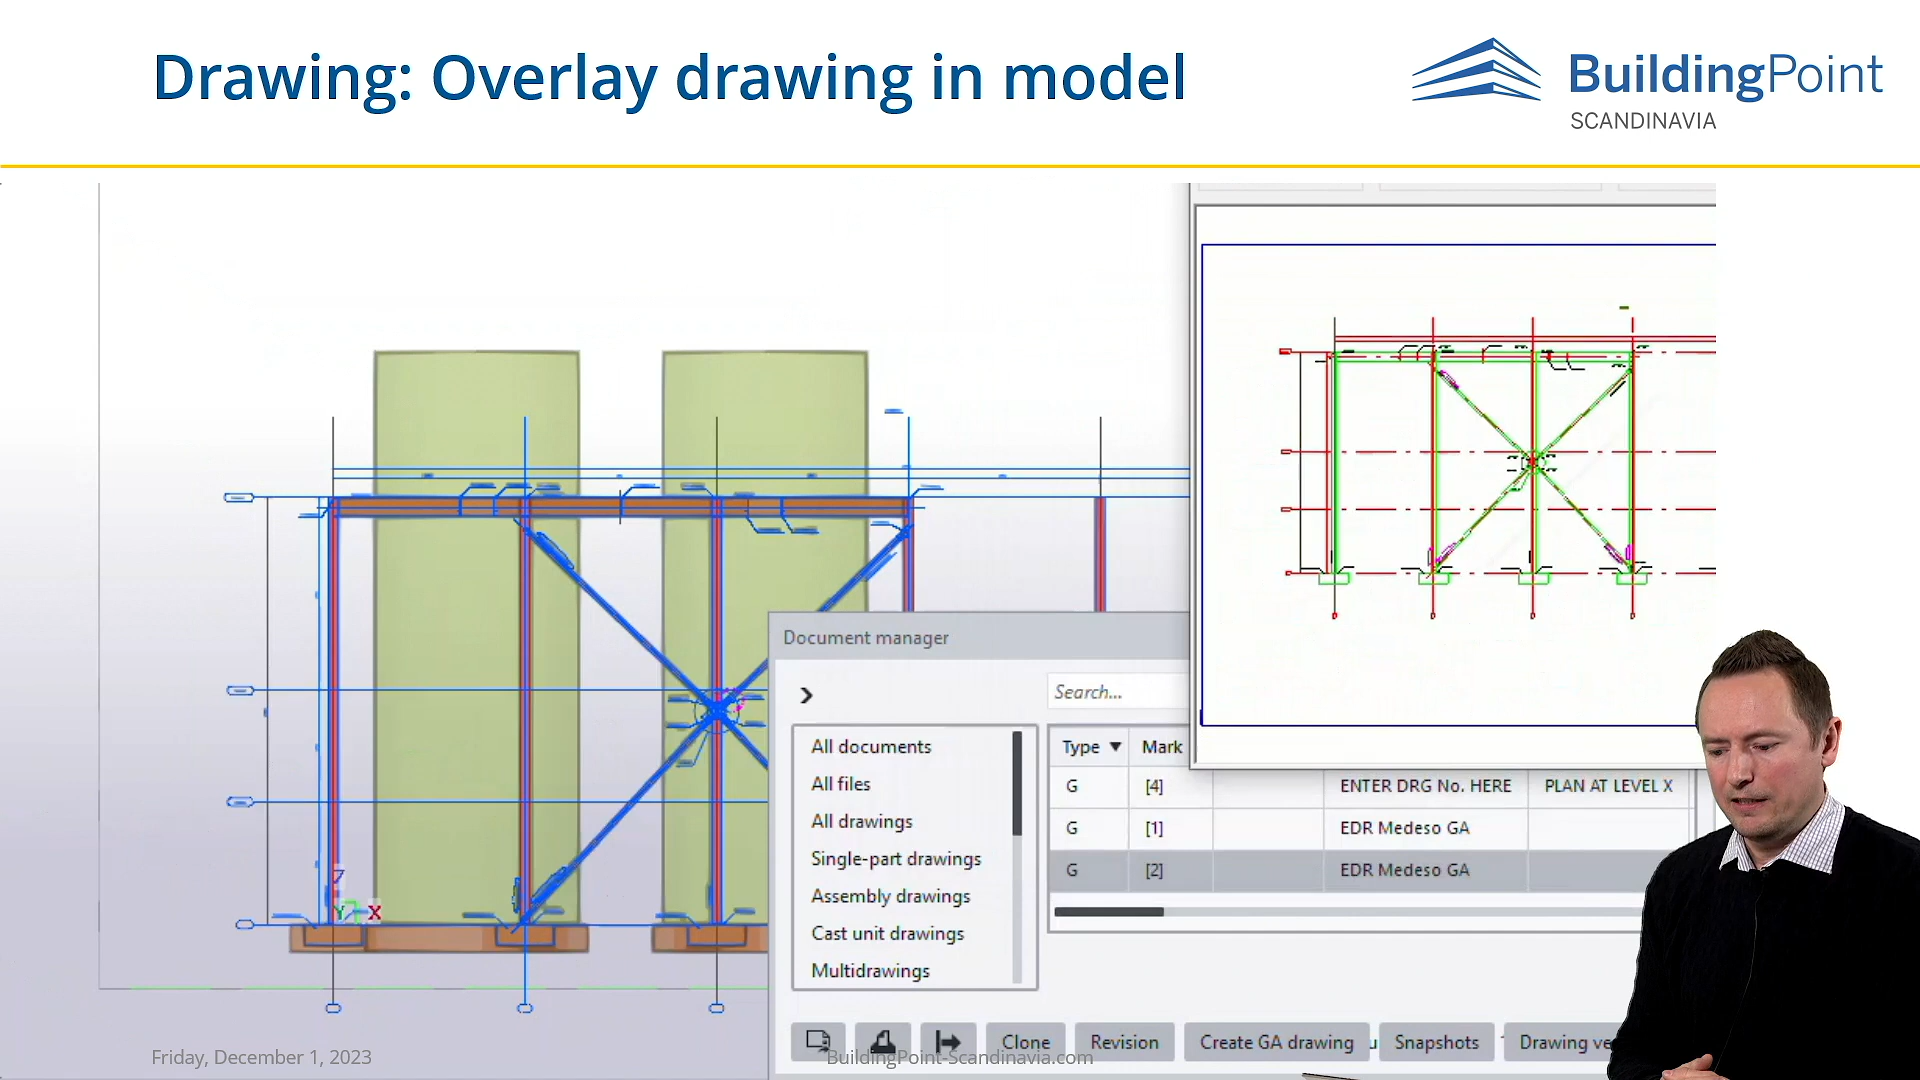 Drawing: Overlay drawing in model
BuildingPoint
SCANDINAVIA
Document manager
Search...
All documents
All files
All drawings
Single-part drawings
Assembly drawings
Cast unit drawings
Multidrawings
Type Mark
G [4] ENTER DRG No. HERE PLAN AT LEVEL X
G [1] EDR Medeso GA
G [2] EDR Medeso GA
Z
Y X
Clone Revision Create GA drawing Snapshots Drawing ve
Friday, December 1, 2023
BuildingPoint-Scandinavia.com